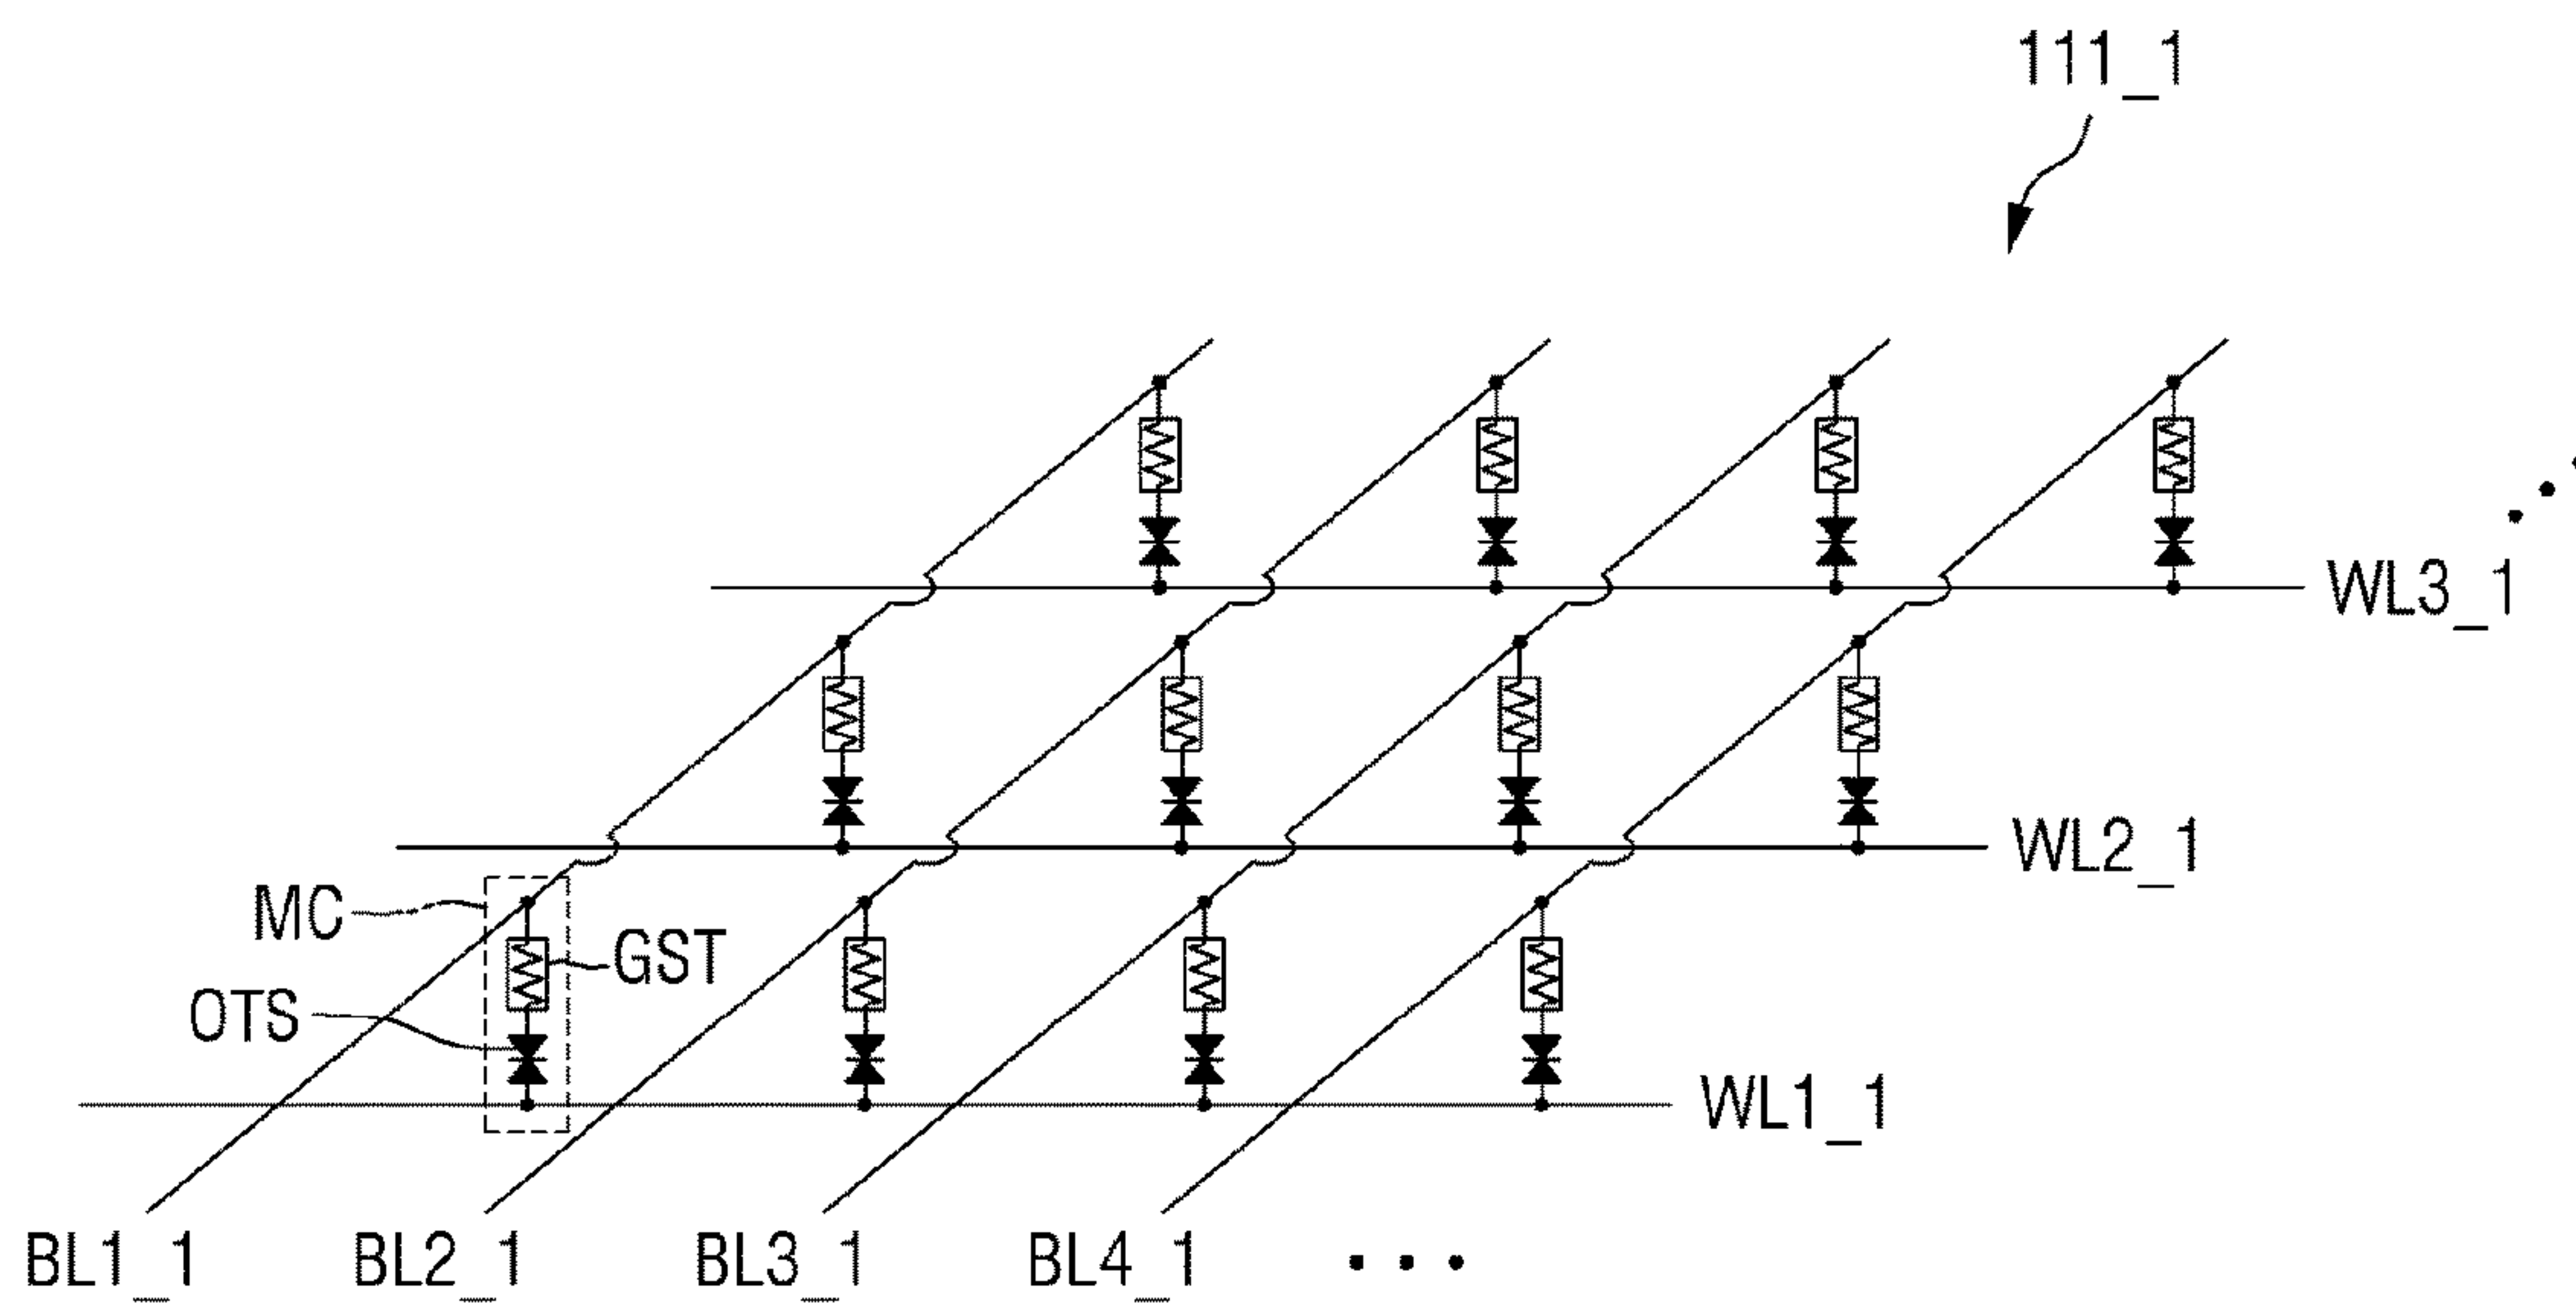 111_1
WL3_1
WL2_1
MC
GST
OTS
WL1_1
BL1_1 BL2_1 BL3_1 BL4_1 • • •